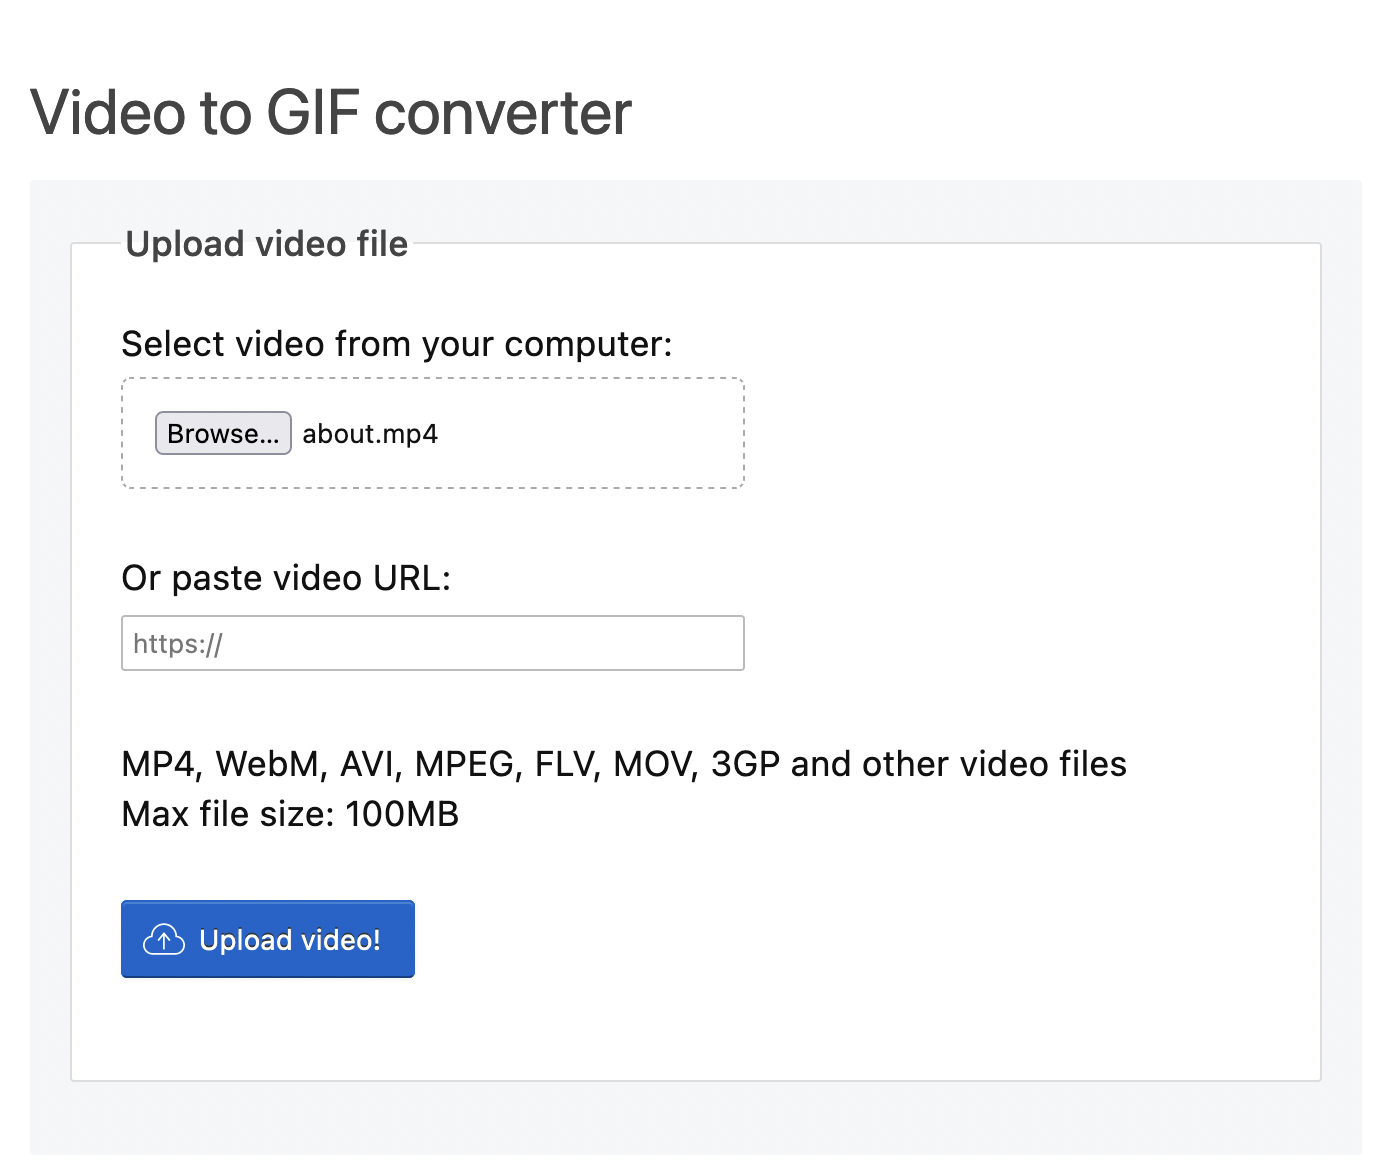 Video to GIF converter
Upload video file
Select video from your computer:
Browse... about.mp4
Or paste video URL:
https://
MP4, WebM, AVI, MPEG, FLV, MOV, 3GP and other video files
Max file size: 100MB
Upload video!